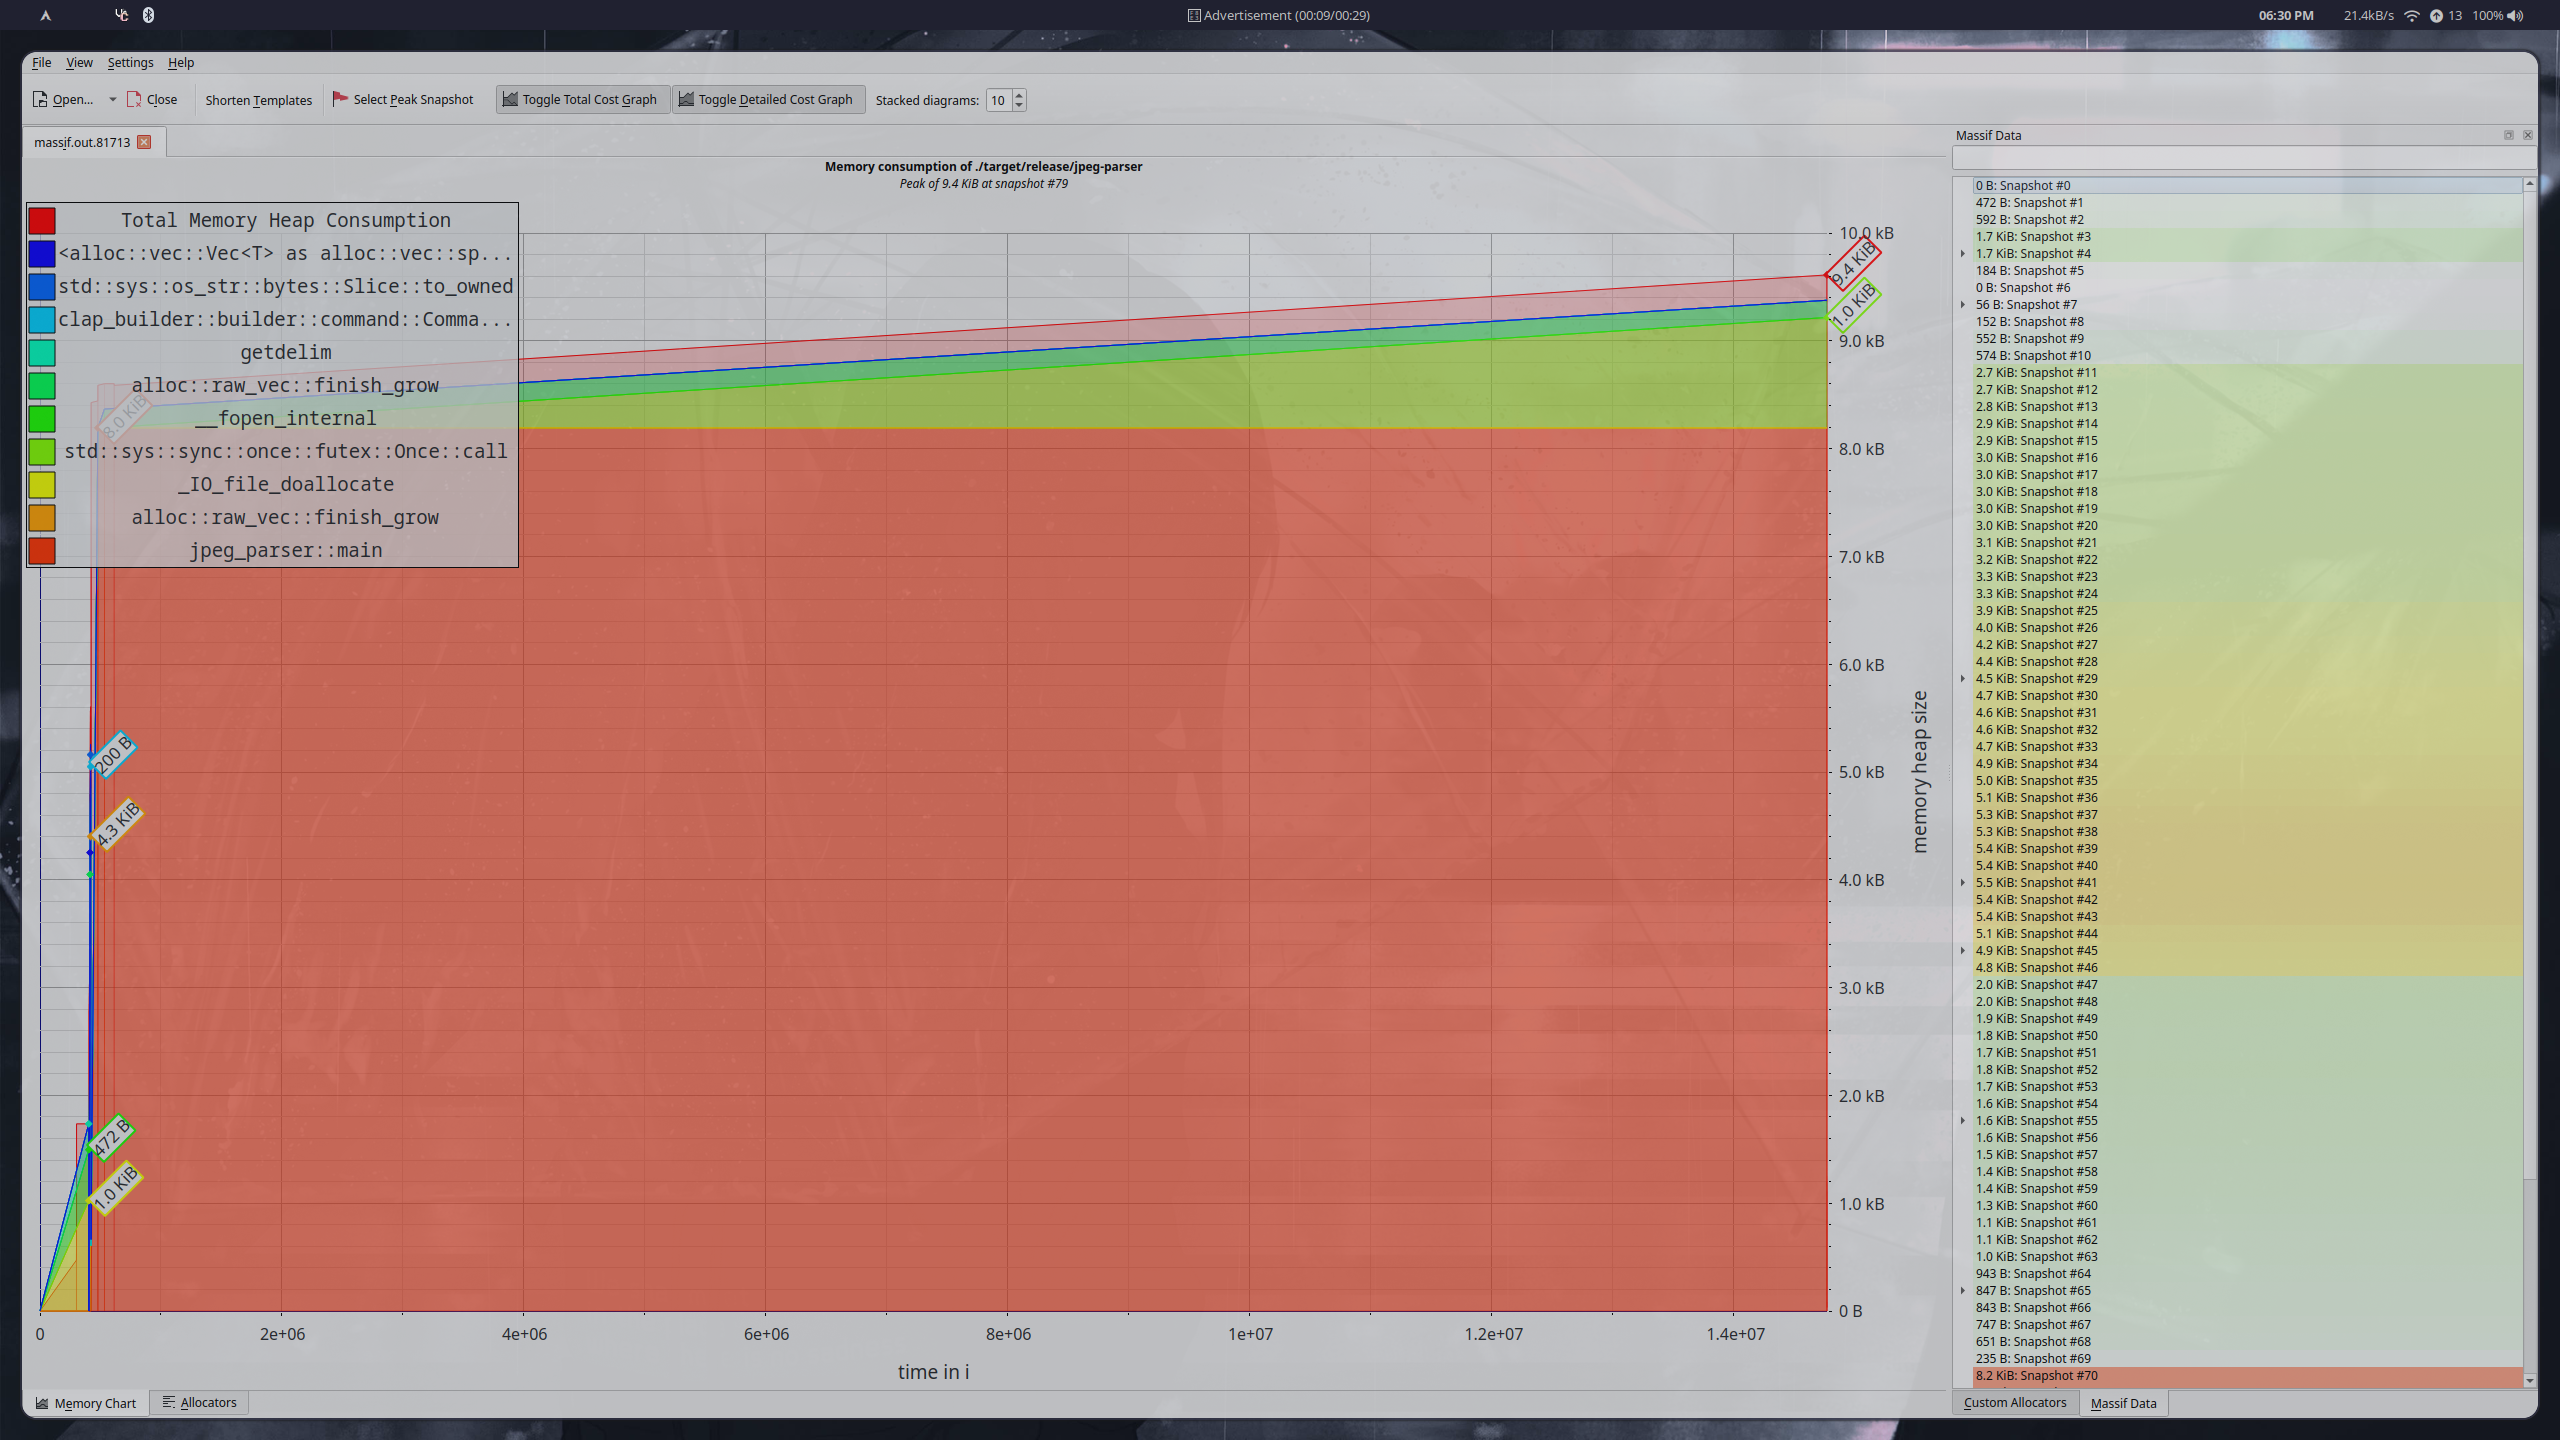 Advertisement (00:09/00:29)
06:30 PM 21.4kB/s 13 100%
File View Settings Help
Open... Close Shorten Templates Select Peak Snapshot Toggle Total Cost Graph Toggle Detailed Cost Graph Stacked diagrams: 10
massif.out.81713
Memory consumption of ./target/release/jpeg-parser
Peak of 9.4 KiB at snapshot #79
Total Memory Heap Consumption
<alloc::vec::Vec<T> as alloc::vec::sp...
std::sys::os_str::bytes::Slice::to_owned
clap_builder::builder::command::Comma...
getdelim
alloc::raw_vec::finish_grow
__fopen_internal
std::sys::sync::once::futex::Once::call
_IO_file_doallocate
alloc::raw_vec::finish_grow
jpeg_parser::main
8.0 KiB
200 B
4.3 KiB
472 B
1.0 KiB
9.4 KiB
1.0 KiB
10.0 kB
9.0 kB
8.0 kB
7.0 kB
6.0 kB
5.0 kB
4.0 kB
3.0 kB
2.0 kB
1.0 kB
0 B
memory heap size
0 2e+06 4e+06 6e+06 8e+06 1e+07 1.2e+07 1.4e+07
time in i
Memory Chart Allocators
Massif Data
0 B: Snapshot #0
472 B: Snapshot #1
592 B: Snapshot #2
1.7 KiB: Snapshot #3
1.7 KiB: Snapshot #4
184 B: Snapshot #5
0 B: Snapshot #6
56 B: Snapshot #7
152 B: Snapshot #8
552 B: Snapshot #9
574 B: Snapshot #10
2.7 KiB: Snapshot #11
2.7 KiB: Snapshot #12
2.8 KiB: Snapshot #13
2.9 KiB: Snapshot #14
2.9 KiB: Snapshot #15
3.0 KiB: Snapshot #16
3.0 KiB: Snapshot #17
3.0 KiB: Snapshot #18
3.0 KiB: Snapshot #19
3.0 KiB: Snapshot #20
3.1 KiB: Snapshot #21
3.2 KiB: Snapshot #22
3.3 KiB: Snapshot #23
3.3 KiB: Snapshot #24
3.9 KiB: Snapshot #25
4.0 KiB: Snapshot #26
4.2 KiB: Snapshot #27
4.4 KiB: Snapshot #28
4.5 KiB: Snapshot #29
4.7 KiB: Snapshot #30
4.6 KiB: Snapshot #31
4.6 KiB: Snapshot #32
4.7 KiB: Snapshot #33
4.9 KiB: Snapshot #34
5.0 KiB: Snapshot #35
5.1 KiB: Snapshot #36
5.3 KiB: Snapshot #37
5.3 KiB: Snapshot #38
5.4 KiB: Snapshot #39
5.4 KiB: Snapshot #40
5.5 KiB: Snapshot #41
5.4 KiB: Snapshot #42
5.4 KiB: Snapshot #43
5.1 KiB: Snapshot #44
4.9 KiB: Snapshot #45
4.8 KiB: Snapshot #46
2.0 KiB: Snapshot #47
2.0 KiB: Snapshot #48
1.9 KiB: Snapshot #49
1.8 KiB: Snapshot #50
1.7 KiB: Snapshot #51
1.8 KiB: Snapshot #52
1.7 KiB: Snapshot #53
1.6 KiB: Snapshot #54
1.6 KiB: Snapshot #55
1.6 KiB: Snapshot #56
1.5 KiB: Snapshot #57
1.4 KiB: Snapshot #58
1.4 KiB: Snapshot #59
1.3 KiB: Snapshot #60
1.1 KiB: Snapshot #61
1.1 KiB: Snapshot #62
1.0 KiB: Snapshot #63
943 B: Snapshot #64
847 B: Snapshot #65
843 B: Snapshot #66
747 B: Snapshot #67
651 B: Snapshot #68
235 B: Snapshot #69
8.2 KiB: Snapshot #70
Custom Allocators Massif Data